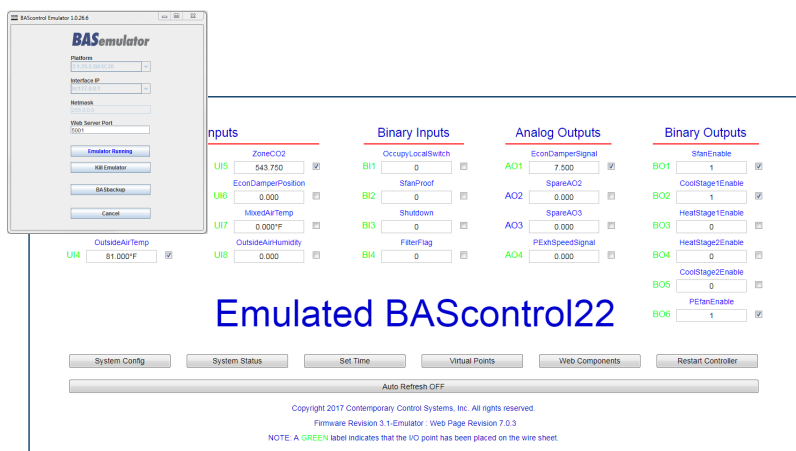 BAScontrol Emulator 1.0.26.6
BASemulator
Platform
Interface IP
Netmask
255.0.0.0
Web Server Port
5001
Emulator Running
Kill Emulator
BASbackup
Cancel
nputs Binary Inputs Analog Outputs Binary Outputs
ZoneCO2 OccupyLocalSwitch EconDamperSignal SfanEnable
UI5 543.750 BI1 0 AO1 7.500 BO1 1
EconDamperPosition SfanProof SpareAO2 CoolStage1Enable
UI6 0.000 BI2 0 AO2 0.000 BO2 1
MixedAirTemp Shutdown SpareAO3 HeatStage1Enable
UI7 0.000°F BI3 0 AO3 0.000 BO3 0
OutsideAirTemp OutsideAirHumidity FilterFlag PExhSpeedSignal HeatStage2Enable
UI4 81.000°F UI8 0.000 BI4 0 AO4 0.000 BO4 0
CoolStage2Enable
BO5 0
PEfanEnable
BO6 1
Emulated BAScontrol22
System Config System Status Set Time Virtual Points Web Components Restart Controller
Auto Refresh OFF
Copyright 2017 Contemporary Control Systems, Inc. All rights reserved.
Firmware Revision 3.1-Emulator : Web Page Revision 7.0.3
NOTE: A GREEN label indicates that the I/O point has been placed on the wire sheet.